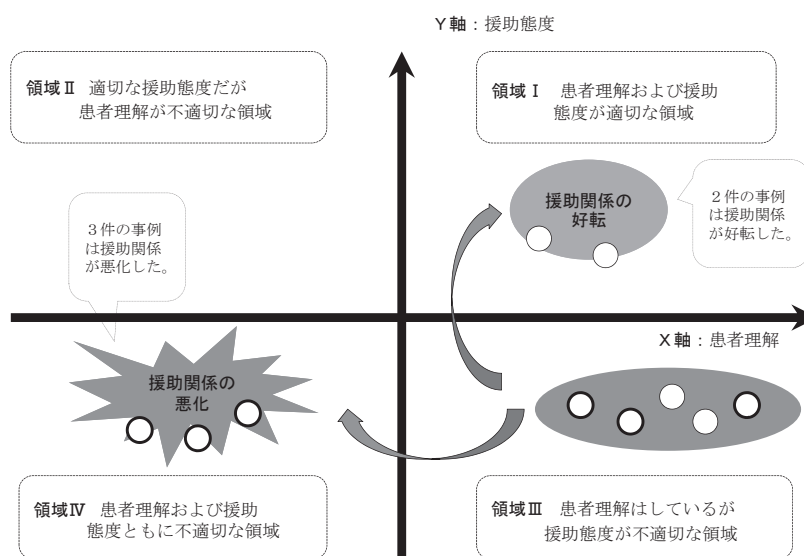 Y軸：援助態度
領域Ⅱ 適切な援助態度だが
患者理解が不適切な領域
領域Ⅰ 患者理解および援助
態度が適切な領域
援助関係の
好転
２件の事例
は援助関係
が好転した。
３件の事例
は援助関係
が悪化した。
X軸：患者理解
援助関係の
悪化
領域Ⅳ 患者理解および援助
態度ともに不適切な領域
領域Ⅲ 患者理解はしているが
援助態度が不適切な領域